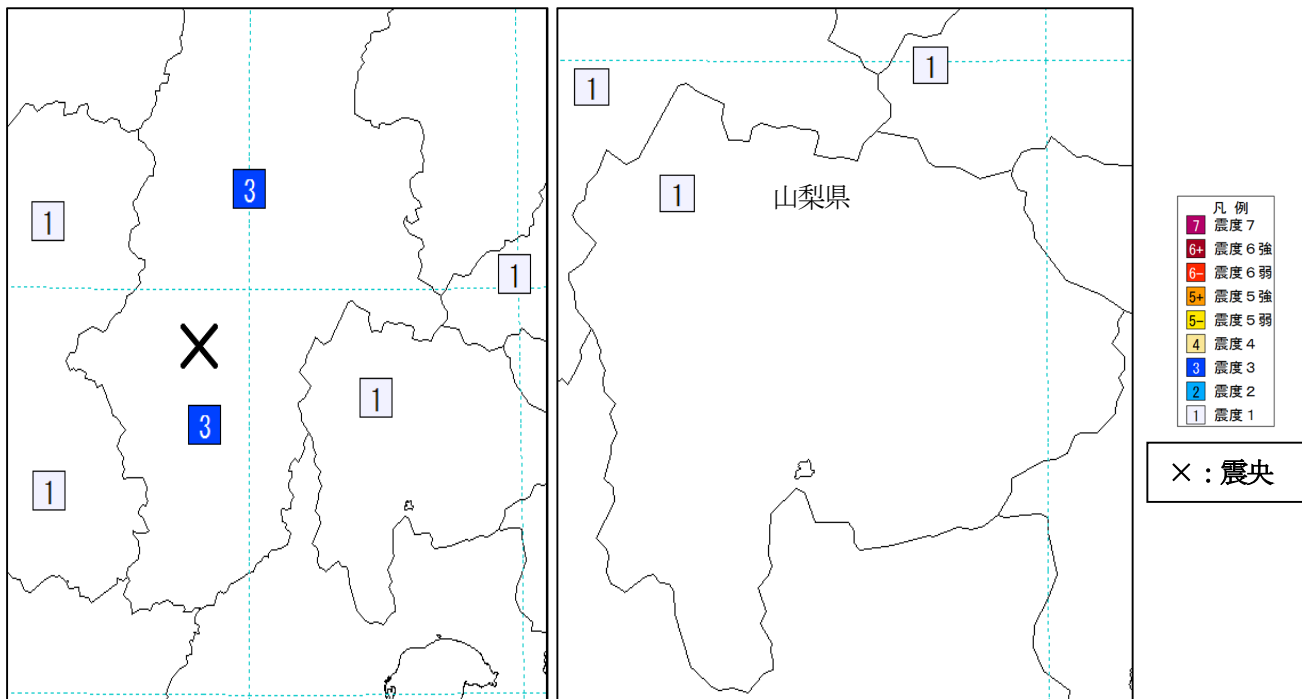 3
1
1
3
1
1
1
1
1
山梨県
凡 例
7 震度7
6+ 震度6強
6- 震度6弱
5+ 震度5強
5- 震度5弱
4 震度4
3 震度3
2 震度2
1 震度1
×：震央